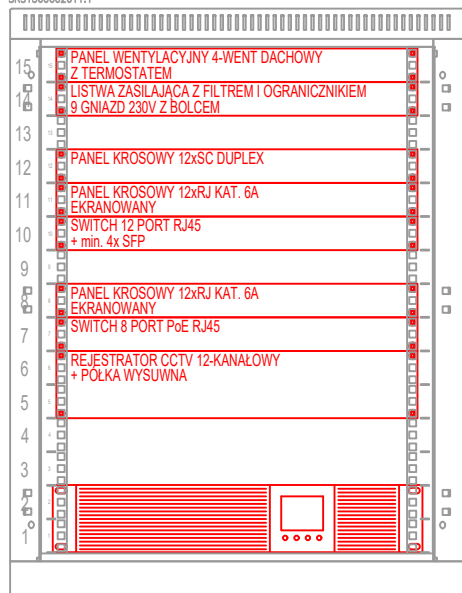 15
PANEL WENTYLACYJNY 4-WENT DACHOWY
Z TERMOSTATEM
14
LISTWA ZASILAJĄCA Z FILTREM I OGRANICZNIKIEM
9 GNIAZD 230V Z BOLCEM
13
12
PANEL KROSOWY 12xSC DUPLEX
11
PANEL KROSOWY 12xRJ KAT. 6A
EKRANOWANY
10
SWITCH 12 PORT RJ45
+ min. 4x SFP
9
8
PANEL KROSOWY 12xRJ KAT. 6A
EKRANOWANY
7
SWITCH 8 PORT PoE RJ45
6
REJESTRATOR CCTV 12-KANAŁOWY
+ PÓŁKA WYSUWNA
5
4
3
2
1